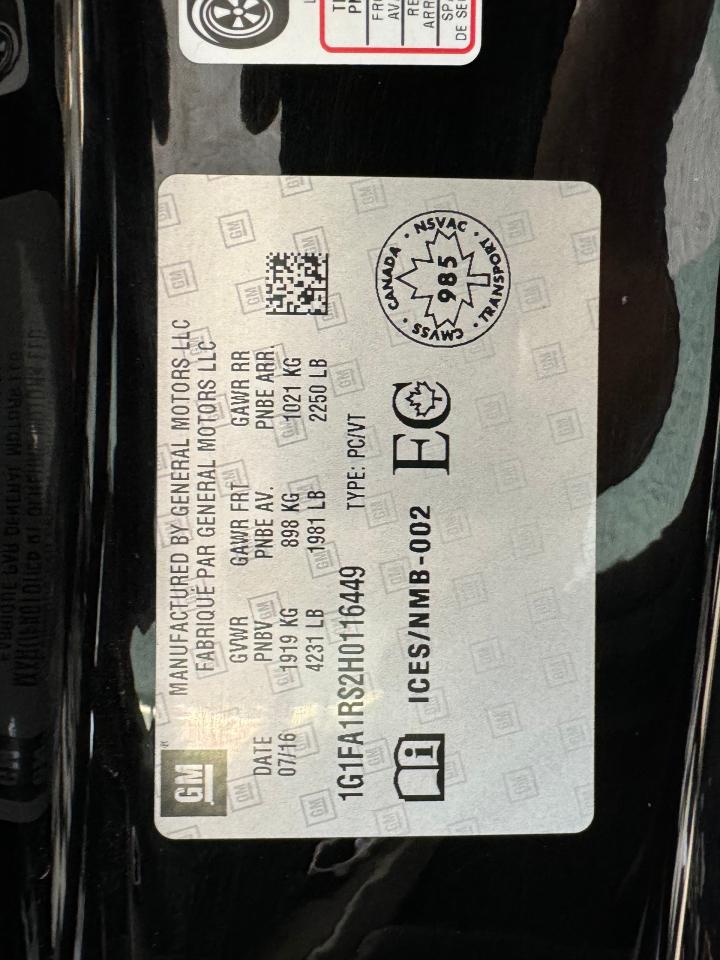 GM
MANUFACTURED BY GENERAL MOTORS LLC
FABRIQUÉ PAR GENERAL MOTORS LLC
DATE GVWR GAWR FRT GAWR RR
07/16 PNBV PNBE AV. PNBE ARR.
1919 KG 898 KG 1021 KG
4231 LB 1981 LB 2250 LB
1G1FA1RS2H0116449 TYPE: PC/VT
i ICES/NMB-002 EC
CANADA · NSVAC · TRANSPORT · CMVSS ·
985